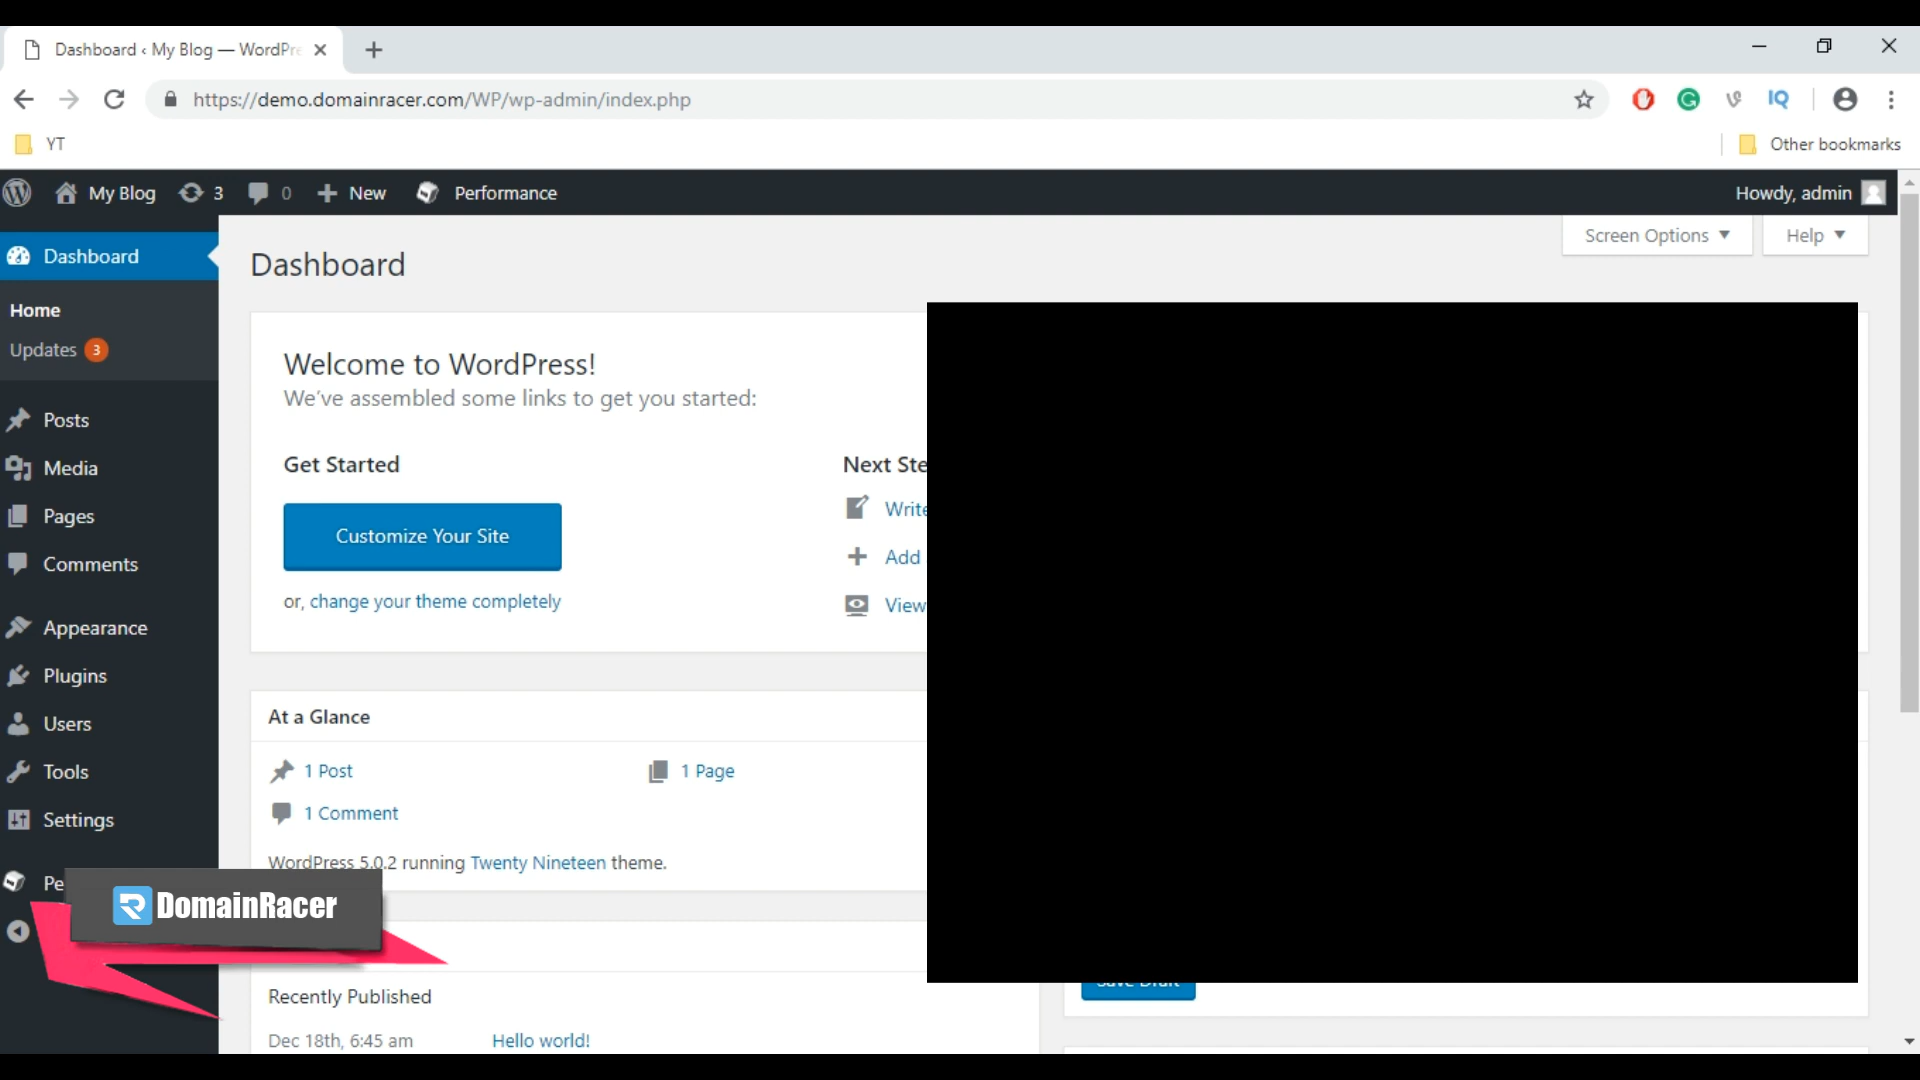 Dashboard ‹ My Blog — WordPre
https://demo.domainracer.com/WP/wp-admin/index.php
IQ
YT
Other bookmarks
My Blog 3 0 New Performance
Howdy, admin
Dashboard
Screen Options
Help
Dashboard
Home
Updates 3
Posts
Media
Pages
Comments
Appearance
Plugins
Users
Tools
Settings
Welcome to WordPress!
We've assembled some links to get you started:
Get Started
Customize Your Site
or, change your theme completely
Next
Write
Add
View
At a Glance
1 Post
1 Page
1 Comment
WordPress 5.0.2 running Twenty Nineteen theme.
DomainRacer
Recently Published
Dec 18th, 6:45 am Hello world!